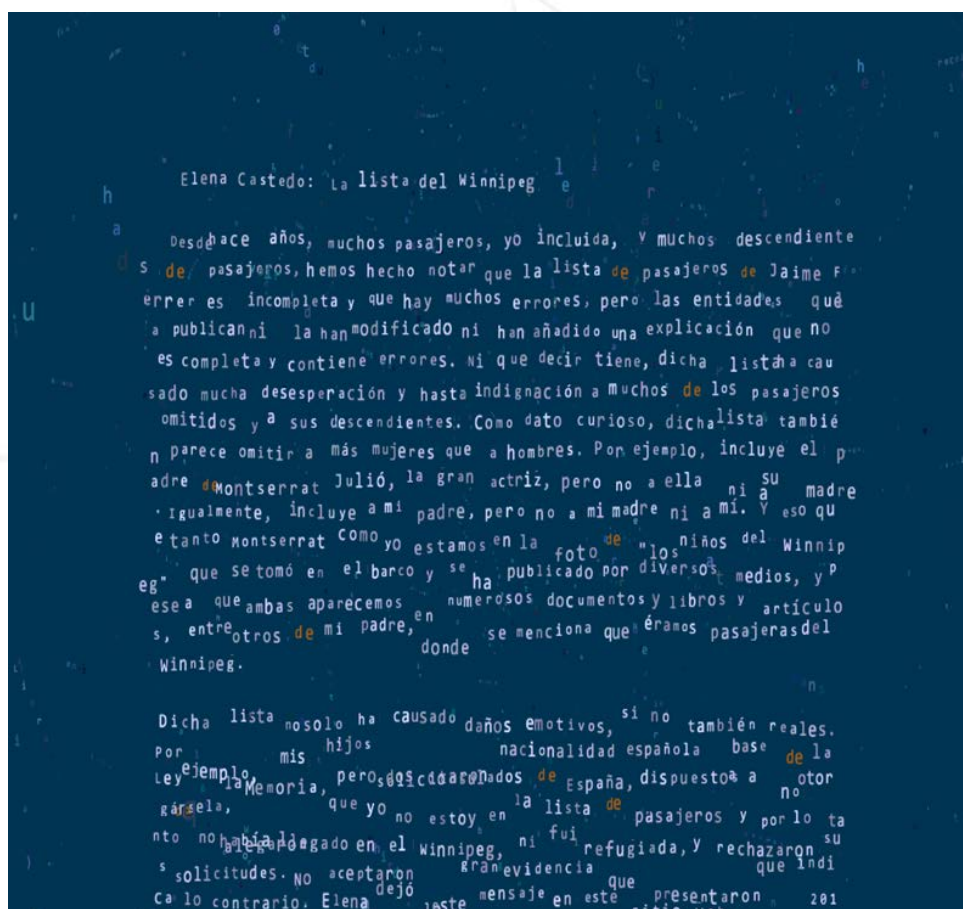 Elena Castedo: La lista del Winnipeg
Desde hace años, muchos pasajeros, yo incluida, y muchos descendiente
s de pasajeros, hemos hecho notar que la lista de pasajeros de Jaime F
errer es incompleta y que hay muchos errores, pero las entidades que
a publican ni la han modificado ni han añadido una explicación que no
es completa y contiene errores. Ni que decir tiene, dicha lista ha cau
sado mucha desesperación y hasta indignación a muchos de los pasajeros
omitidos y a sus descendientes. Como dato curioso, dicha lista tambié
n parece omitir a más mujeres que a hombres. Por ejemplo, incluye el p
adre de Montserrat Julió, la gran actriz, pero no a ella ni a su madre
. Igualmente, incluye a mi padre, pero no a mi madre ni a mí. Y eso qu
e tanto Montserrat como yo estamos en la foto de "los niños del Winnip
eg" que se tomó en el barco y se ha publicado por diversos medios, y p
ese a que ambas aparecemos en numerosos documentos y libros y artículo
s, entre otros de mi padre, donde se menciona que éramos pasajeras del
Winnipeg.
Dicha lista no solo ha causado daños emotivos, si no también reales.
Por ejemplo, mis hijos nacionalidad española base de la
Ley Memoria, pero dos de España, dispuestos a otor
gársela, que yo no estoy en la lista de pasajeros y por lo ta
nto no había llegado en el Winnipeg, ni fui refugiada, y rechazaron su
s solicitudes. No aceptaron gran evidencia que indi
ca lo contrario. Elena dejó este mensaje en este que presentaron 201